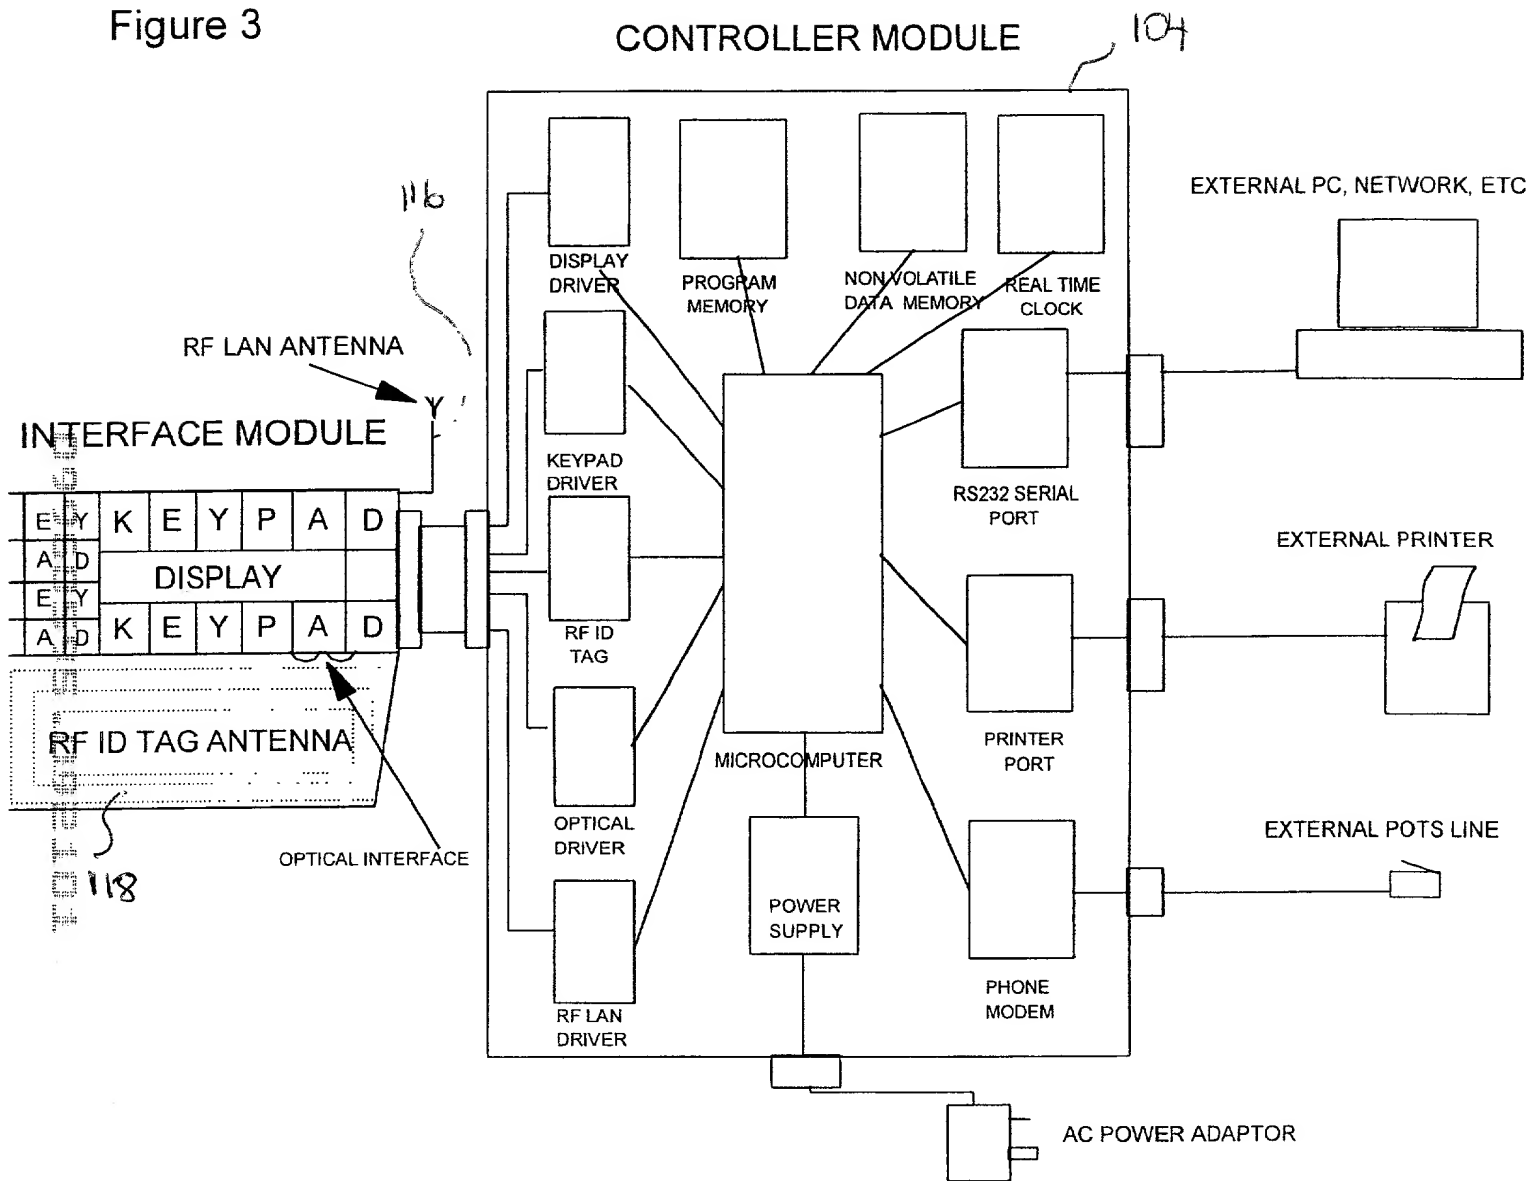 Figure 3
CONTROLLER MODULE
104
116
EXTERNAL PC, NETWORK, ETC
DISPLAY
DRIVER
PROGRAM
MEMORY
NON VOLATILE
DATA MEMORY
REAL TIME
CLOCK
RF LAN ANTENNA
INTERFACE MODULE
KEYPAD
DRIVER
RS232 SERIAL
PORT
E Y K E Y P A D
A D
DISPLAY
E Y
A D K E Y P A D
EXTERNAL PRINTER
RF ID
TAG
RF ID TAG ANTENNA
MICROCOMPUTER
PRINTER
PORT
OPTICAL
DRIVER
OPTICAL INTERFACE
118
EXTERNAL POTS LINE
POWER
SUPPLY
PHONE
MODEM
RF LAN
DRIVER
AC POWER ADAPTOR